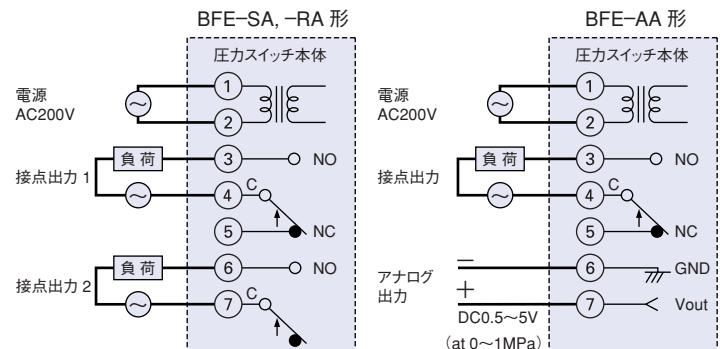 BFE−SA, −RA 形
圧力スイッチ本体
電源
AC200V
1
2
接点出力 1
負 荷
3
NO
4
C
5
NC
接点出力 2
負 荷
6
NO
7
C
BFE−AA 形
圧力スイッチ本体
電源
AC200V
1
2
接点出力
負 荷
3
NO
4
C
5
NC
アナログ
出力
−
6
GND
+
7
Vout
DC0.5〜5V
(at 0〜1MPa)